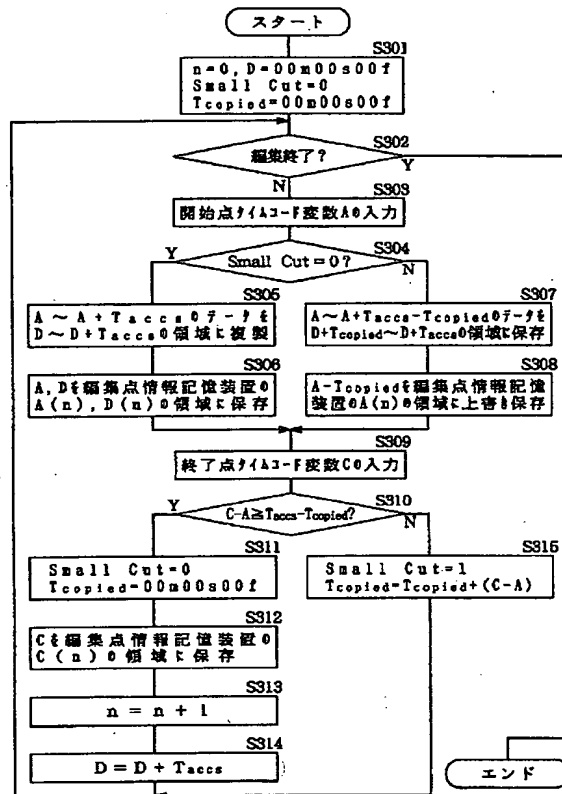 スタート
S301
n=0, D=00m00s00f
Small Cut=0
Tcopied=00m00s00f
S302
編集終了?
Y
N
S303
開始点タイムコード変数Aの入力
S304
Small Cut=0?
Y
N
S305
A～A+Taccsのデータを
D～D+Taccsの領域に複製
S307
A～A+Taccs-Tcopiedのデータを
D+Tcopied～D+Taccsの領域に保存
S306
A, Dを編集点情報記憶装置の
A(n), D(n)の領域に保存
S308
A-Tcopiedを編集点情報記憶
装置のA(n)の領域に上書き保存
S309
終了点タイムコード変数Cの入力
S310
C-A≧Taccs-Tcopied?
Y
N
S311
Small Cut=0
Tcopied=00m00s00f
S315
Small Cut=1
Tcopied=Tcopied+(C-A)
S312
Cを編集点情報記憶装置の
C(n)の領域に保存
S313
n = n + 1
S314
D = D + Taccs
エンド